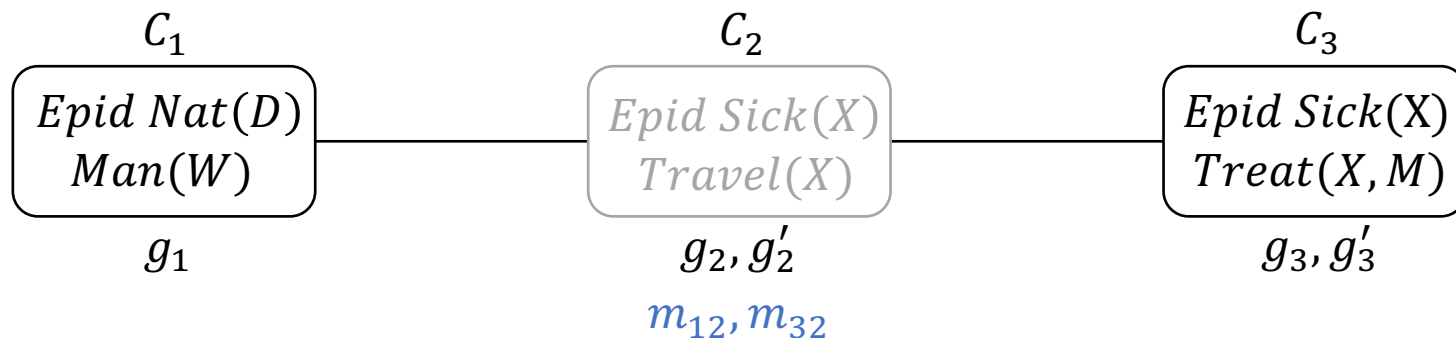 C₁
Epid Nat(D)
Man(W)
g₁
C₂
Epid Sick(X)
Travel(X)
g₂, g₂′
m₁₂, m₃₂
C₃
Epid Sick(X)
Treat(X, M)
g₃, g₃′